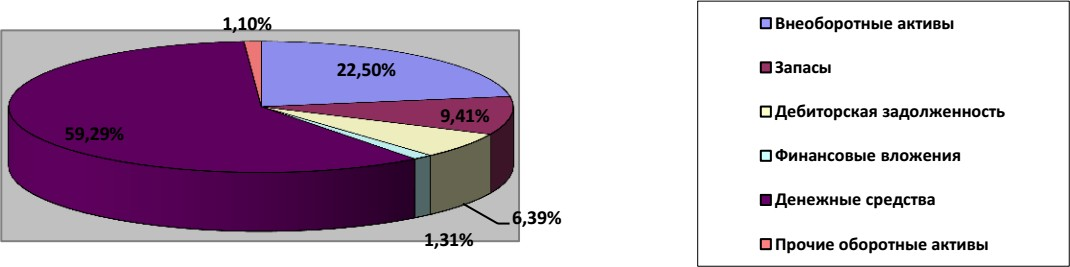 1,10%
22,50%
9,41%
59,29%
6,39%
1,31%
Внеоборотные активы
Запасы
Дебиторская задолженность
Финансовые вложения
Денежные средства
Прочие оборотные активы